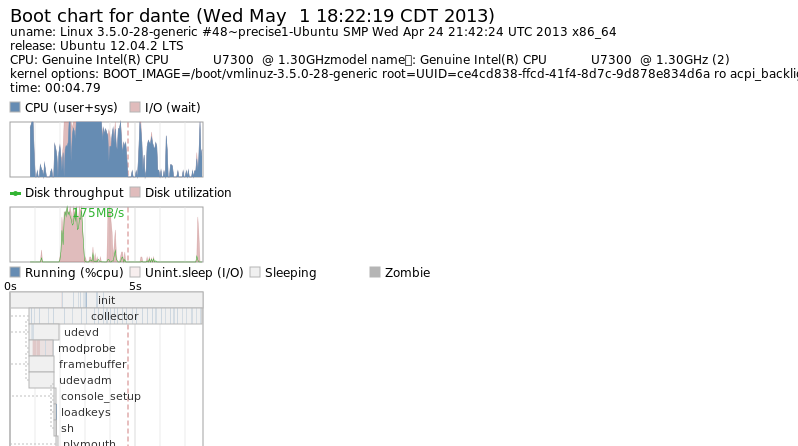 Boot chart for dante (Wed May  1 18:22:19 CDT 2013)
uname: Linux 3.5.0-28-generic #48~precise1-Ubuntu SMP Wed Apr 24 21:42:24 UTC 2013 x86_64
release: Ubuntu 12.04.2 LTS
CPU: Genuine Intel(R) CPU           U7300  @ 1.30GHzmodel name: Genuine Intel(R) CPU           U7300  @ 1.30GHz (2)
kernel options: BOOT_IMAGE=/boot/vmlinuz-3.5.0-28-generic root=UUID=ce4cd838-ffcd-41f4-8d7c-9d878e834d6a ro acpi_backlig
time: 00:04.79
CPU (user+sys) I/O (wait)
Disk throughput Disk utilization
175MB/s
Running (%cpu) Unint.sleep (I/O) Sleeping Zombie
0s 5s
init
collector
udevd
modprobe
framebuffer
udevadm
console_setup
loadkeys
sh
plymouth